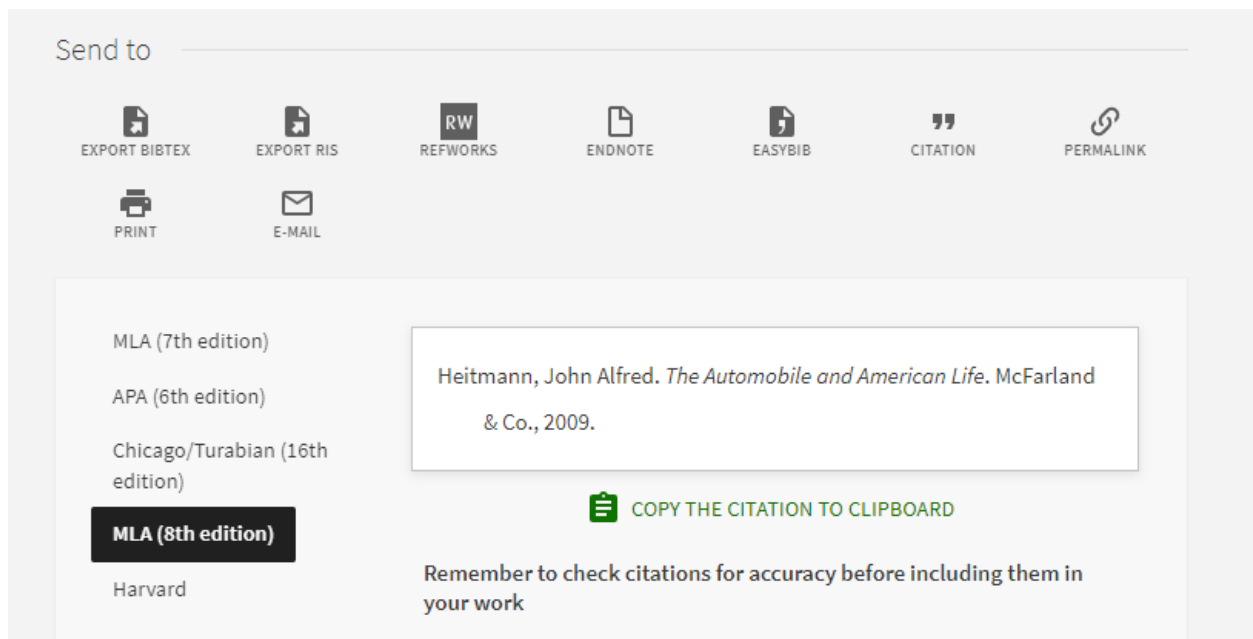 Send to
EXPORT BIBTEX
EXPORT RIS
RW
REFWORKS
ENDNOTE
EASYBIB
CITATION
PERMALINK
PRINT
E-MAIL
MLA (7th edition)
APA (6th edition)
Chicago/Turabian (16th
edition)
MLA (8th edition)
Harvard
Heitmann, John Alfred. The Automobile and American Life. McFarland
& Co., 2009.
COPY THE CITATION TO CLIPBOARD
Remember to check citations for accuracy before including them in
your work